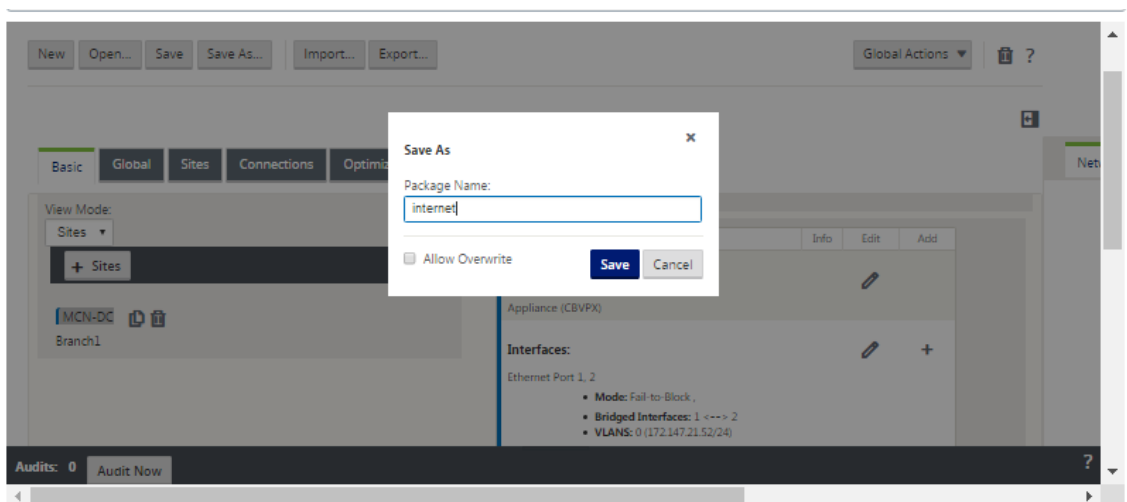 New Open... Save Save As... Import... Export... Global Actions ?
Save As
Basic Global Sites Connections
Package Name:
internet
View Mode:
Sites
Info Edit Add
+ Sites
Allow Overwrite Save Cancel
Appliance (CBVPX)
MCN-DC
Branch1
Interfaces:
Ethernet Port 1, 2
• Mode: Fail-to-Block ,
• Bridged Interfaces: 1 <--> 2
• VLANS: 0 (172.147.21.52/24)
Audits: 0 Audit Now ?